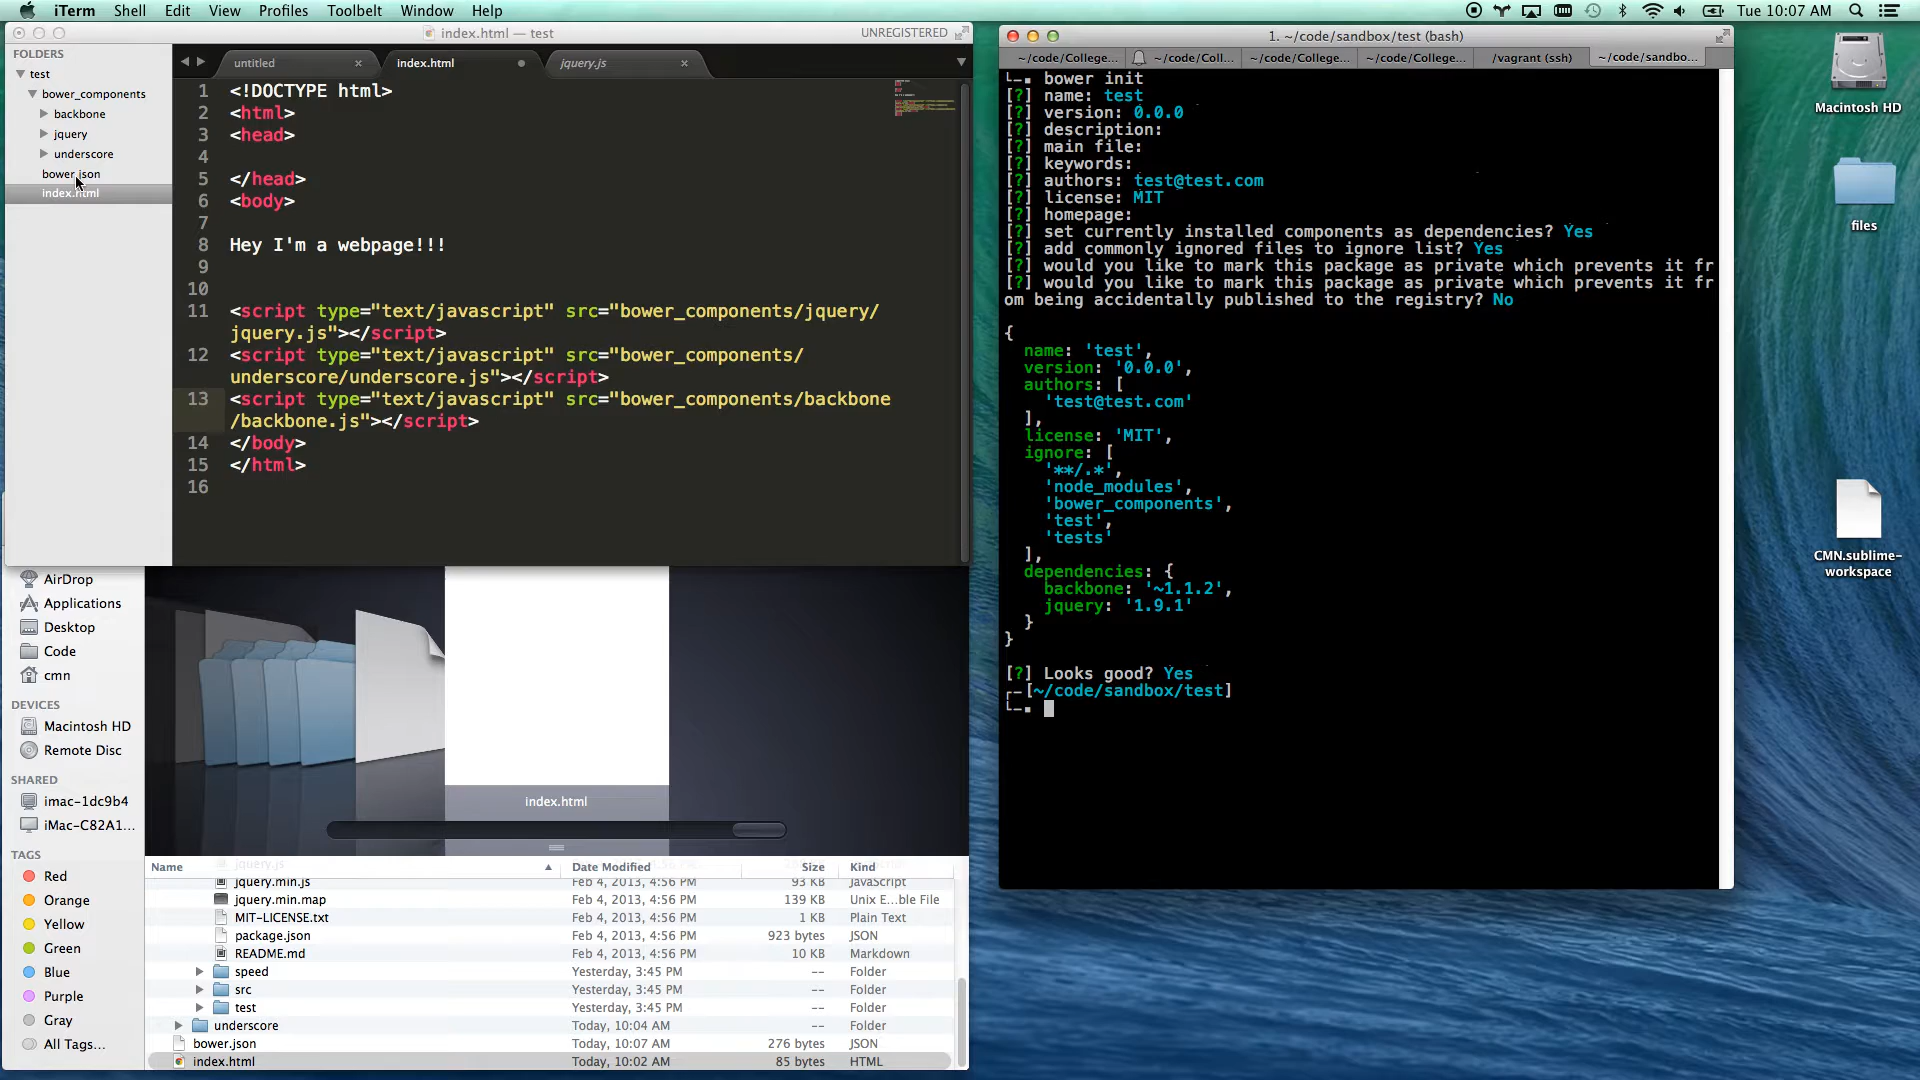 iTerm Shell Edit View Profiles Toolbelt Window Help
Tue 10:07 AM
index.html — test
UNREGISTERED
FOLDERS
test
bower_components
backbone
jquery
underscore
bower.json
index.html
untitled
index.html
jquery.js
1 <!DOCTYPE html>
2 <html>
3 <head>
4
5 </head>
6 <body>
7
8 Hey I'm a webpage!!!
9
10
11 <script type="text/javascript" src="bower_components/jquery/
jquery.js"></script>
12 <script type="text/javascript" src="bower_components/
underscore/underscore.js"></script>
13 <script type="text/javascript" src="bower_components/backbone
/backbone.js"></script>
14 </body>
15 </html>
16
AirDrop
Applications
Desktop
Code
cmn
DEVICES
Macintosh HD
Remote Disc
SHARED
imac-1dc9b4
iMac-C82A1...
TAGS
Red
Orange
Yellow
Green
Blue
Purple
Gray
All Tags...
index.html
Name Date Modified Size Kind
jquery.js
jquery.min.js Feb 4, 2013, 4:56 PM 93 KB JavaScript
jquery.min.map Feb 4, 2013, 4:56 PM 139 KB Unix E...ble File
MIT-LICENSE.txt Feb 4, 2013, 4:56 PM 1 KB Plain Text
package.json Feb 4, 2013, 4:56 PM 923 bytes JSON
README.md Feb 4, 2013, 4:56 PM 10 KB Markdown
speed Yesterday, 3:45 PM -- Folder
src Yesterday, 3:45 PM -- Folder
test Yesterday, 3:45 PM -- Folder
underscore Today, 10:04 AM -- Folder
bower.json Today, 10:07 AM 276 bytes JSON
index.html Today, 10:02 AM 85 bytes HTML
1. ~/code/sandbox/test (bash)
~/code/College...
~/code/Coll...
~/code/College...
~/code/College...
/vagrant (ssh)
~/code/sandbo...
bower init
[?] name: test
[?] version: 0.0.0
[?] description:
[?] main file:
[?] keywords:
[?] authors: test@test.com
[?] license: MIT
[?] homepage:
[?] set currently installed components as dependencies? Yes
[?] add commonly ignored files to ignore list? Yes
[?] would you like to mark this package as private which prevents it fr
[?] would you like to mark this package as private which prevents it fr
om being accidentally published to the registry? No
{
name: 'test',
version: '0.0.0',
authors: [
'test@test.com'
],
license: 'MIT',
ignore: [
'**/.*',
'node_modules',
'bower_components',
'test',
'tests'
],
dependencies: {
backbone: '~1.1.2',
jquery: '1.9.1'
}
}
[?] Looks good? Yes
[~/code/sandbox/test]
Macintosh HD
files
CMN.sublime-
workspace